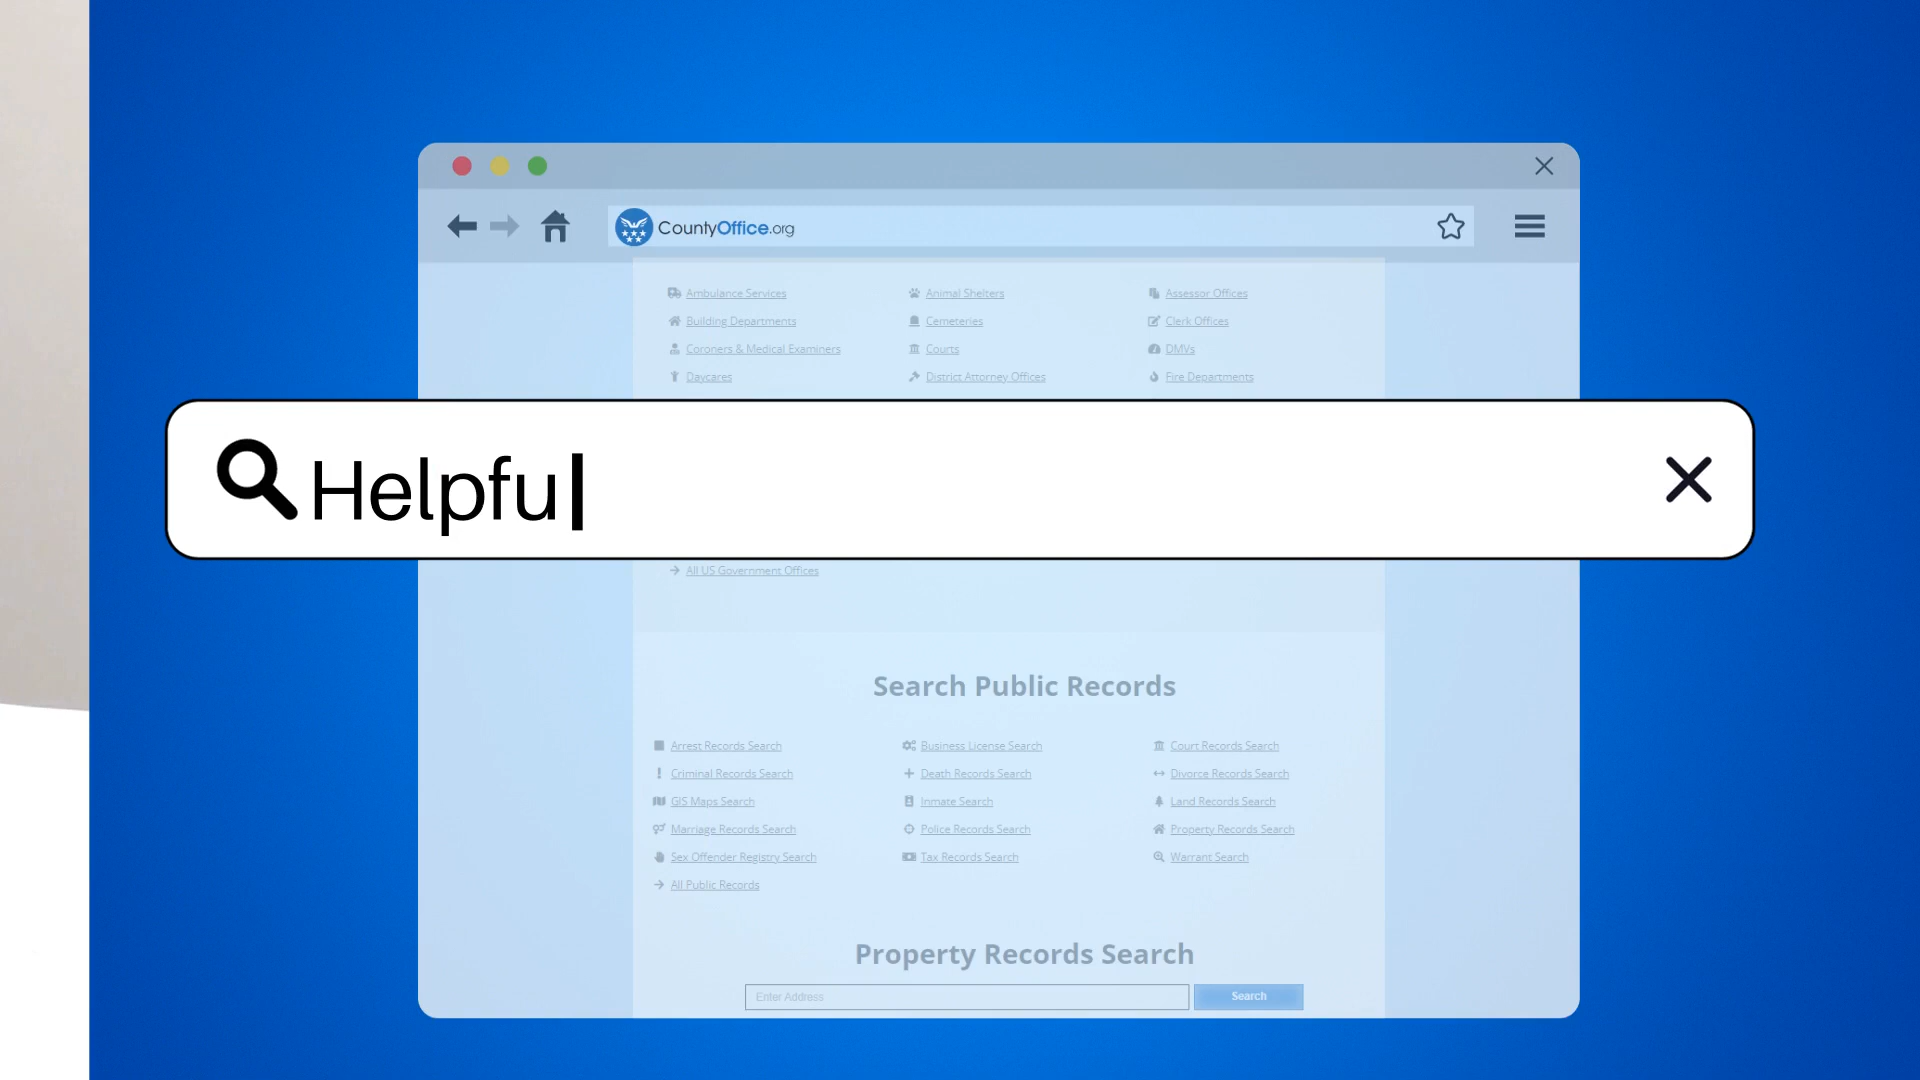 CountyOffice.org
Ambulance Services Animal Shelters Assessor Offices
Building Departments Cemeteries Clerk Offices
Coroners & Medical Examiners Courts DMVs
Daycares District Attorney Offices Fire Departments
Helpfu
All US Government Offices
Search Public Records
Arrest Records Search Business License Search Court Records Search
Criminal Records Search Death Records Search Divorce Records Search
GIS Maps Search Inmate Search Land Records Search
Marriage Records Search Police Records Search Property Records Search
Sex Offender Registry Search Tax Records Search Warrant Search
All Public Records
Property Records Search
Enter Address Search